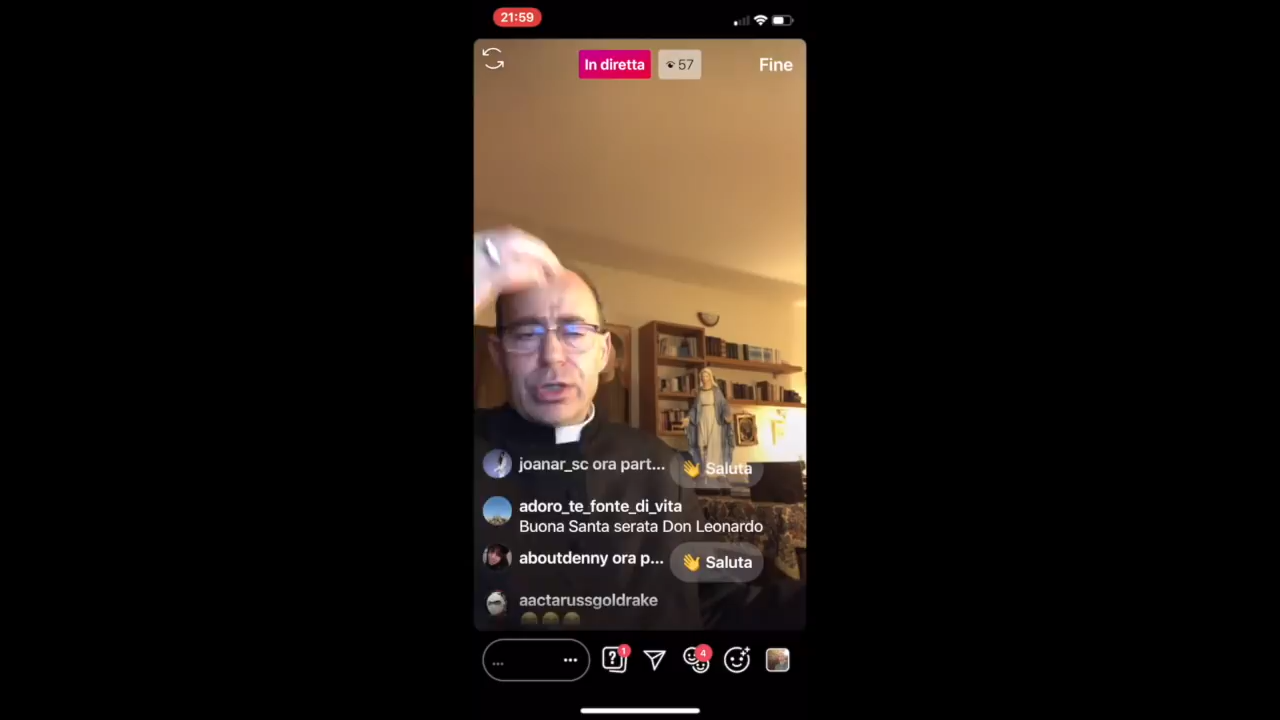 21:59
In diretta
57
Fine
joanar_sc ora part...
👋 Saluta
adoro_te_fonte_di_vita
Buona Santa serata Don Leonardo
aboutdenny ora p...
👋 Saluta
aactarussgoldrake
...
?
1
4